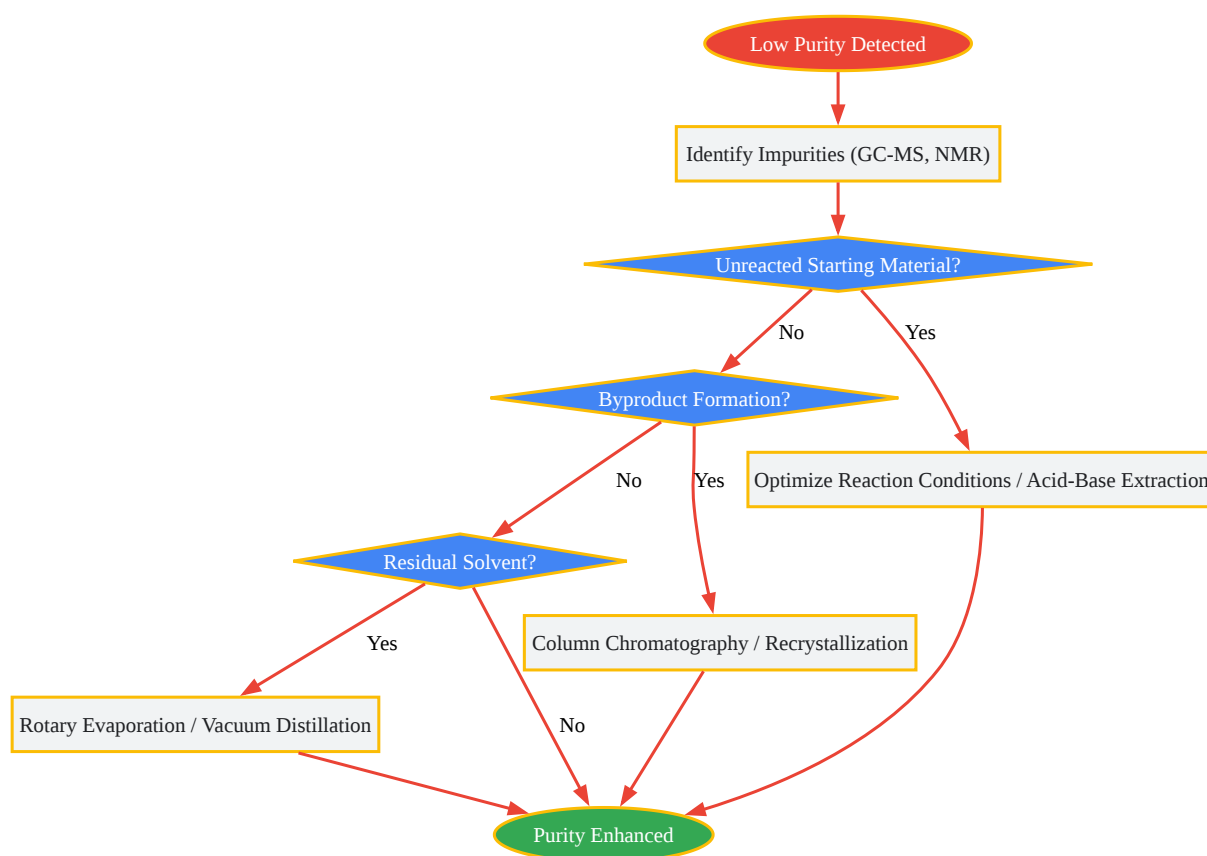 Low Purity Detected
Identify Impurities (GC-MS, NMR)
Unreacted Starting Material?
No
Yes
Byproduct Formation?
No
Yes
Optimize Reaction Conditions / Acid-Base Extraction
Residual Solvent?
Yes
Column Chromatography / Recrystallization
Rotary Evaporation / Vacuum Distillation
No
Purity Enhanced